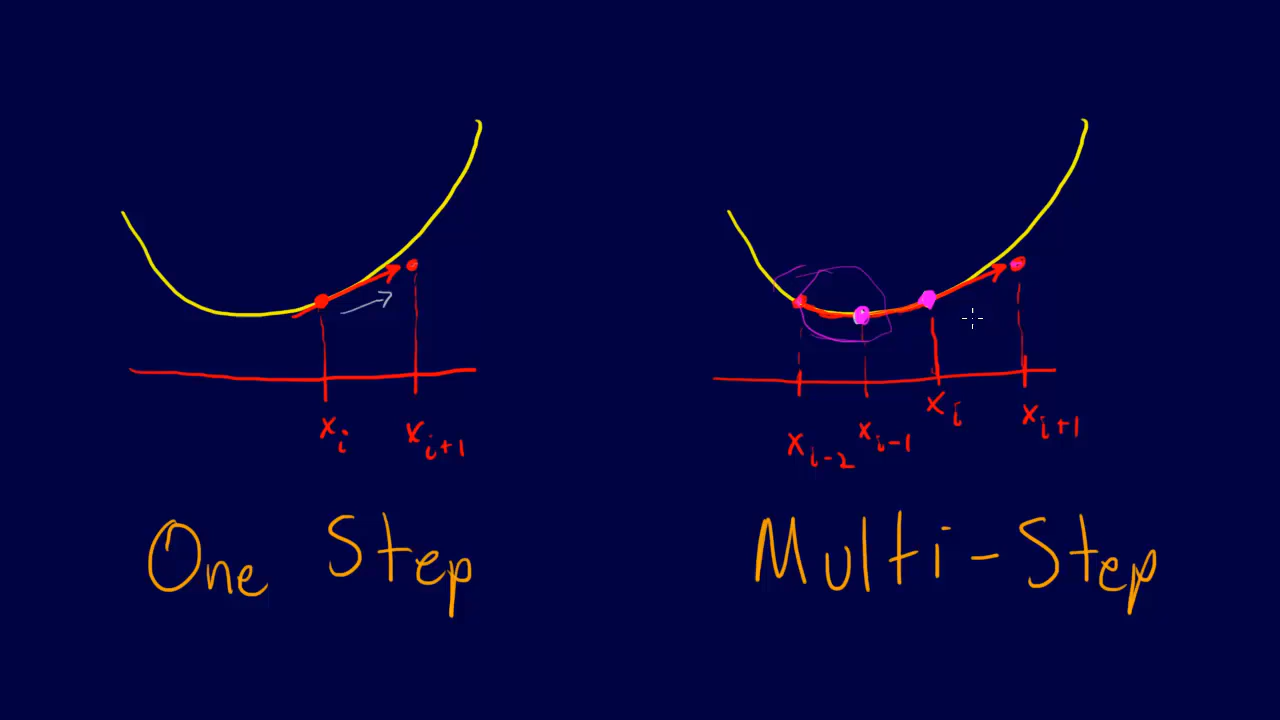 x_i x_{i+1}
x_{i-2} x_{i-1} x_i x_{i+1}
One Step
Multi-Step